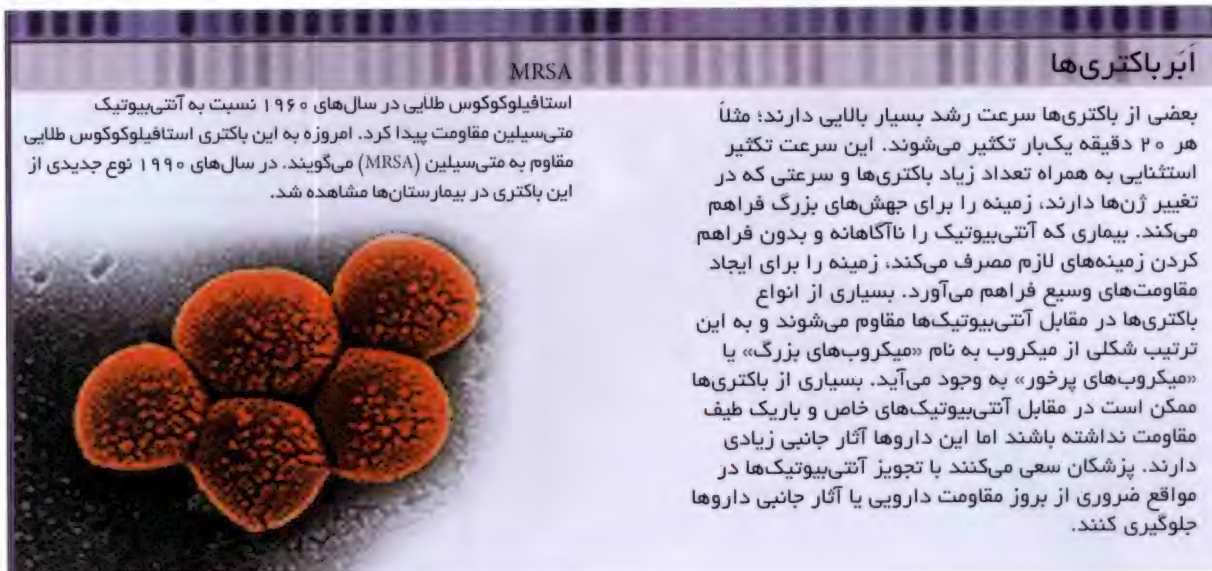 اَبَرباکتری‌ها
بعضی از باکتری‌ها سرعت رشد بسیار بالایی دارند؛ مثلاً
هر ۲۰ دقیقه یک‌بار تکثیر می‌شوند. این سرعت تکثیر
استثنایی به همراه تعداد زیاد باکتری‌ها و سرعتی که در
تغییر ژن‌ها دارند، زمینه را برای جهش‌های بزرگ فراهم
می‌کند. بیماری که آنتی‌بیوتیک را ناآگاهانه و بدون فراهم
کردن زمینه‌های لازم مصرف می‌کند، زمینه را برای ایجاد
مقاومت‌های وسیع فراهم می‌آورد. بسیاری از انواع
باکتری‌ها در مقابل آنتی‌بیوتیک‌ها مقاوم می‌شوند و به این
ترتیب شکلی از میکروب به نام «میکروب‌های بزرگ» یا
«میکروب‌های پرخور» به وجود می‌آید. بسیاری از باکتری‌ها
ممکن است در مقابل آنتی‌بیوتیک‌های خاص و باریک طیف
مقاومت نداشته باشند اما این داروها آثار جانبی زیادی
دارند. پزشکان سعی می‌کنند با تجویز آنتی‌بیوتیک‌ها در
مواقع ضروری از بروز مقاومت دارویی یا آثار جانبی داروها
جلوگیری کنند.
MRSA
استافیلوکوکوس طلایی در سال‌های ۱۹۶۰ نسبت به آنتی‌بیوتیک
متی‌سیلین مقاومت پیدا کرد. امروزه به این باکتری استافیلوکوکوس طلایی
مقاوم به متی‌سیلین (MRSA) می‌گویند. در سال‌های ۱۹۹۰ نوع جدیدی از
این باکتری در بیمارستان‌ها مشاهده شد.